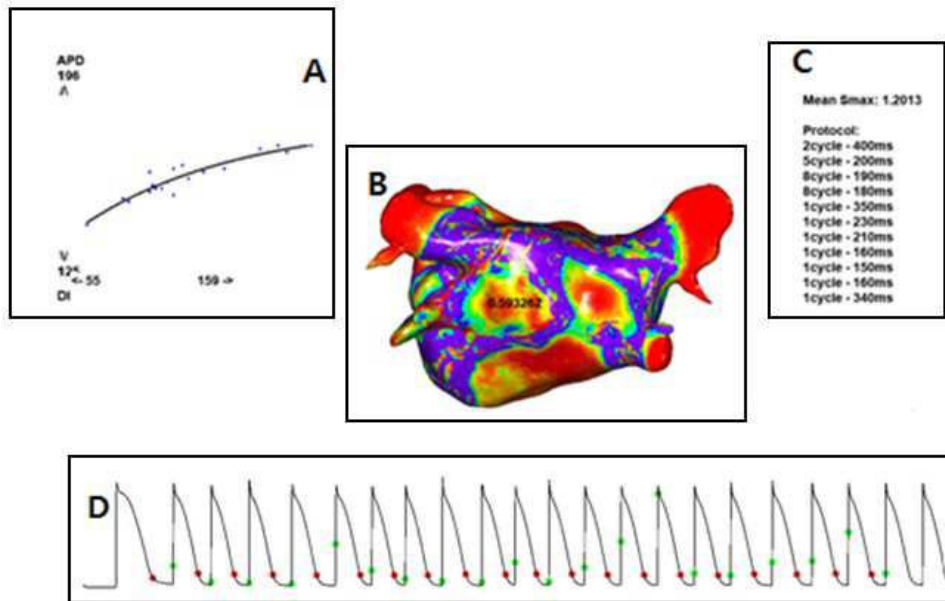 A
APD
196
Λ
V
<- 55 159 ->
DI
B
0.593262
C
Mean Smax: 1.2013
Protocol:
2cycle - 400ms
5cycle - 200ms
8cycle - 190ms
8cycle - 180ms
1cycle - 350ms
1cycle - 230ms
1cycle - 210ms
1cycle - 160ms
1cycle - 150ms
1cycle - 160ms
1cycle - 340ms
D